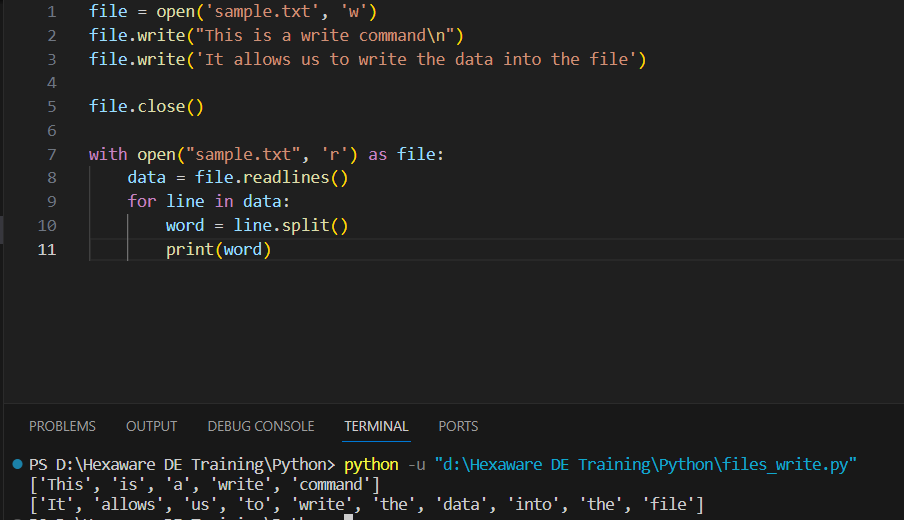 1 file = open('sample.txt', 'w')
2 file.write("This is a write command\n")
3 file.write('It allows us to write the data into the file')
4
5 file.close()
6
7 with open("sample.txt", 'r') as file:
8     data = file.readlines()
9     for line in data:
10         word = line.split()
11         print(word)
PROBLEMS OUTPUT DEBUG CONSOLE TERMINAL PORTS
PS D:\Hexaware DE Training\Python> python -u "d:\Hexaware DE Training\Python\files_write.py"
['This', 'is', 'a', 'write', 'command']
['It', 'allows', 'us', 'to', 'write', 'the', 'data', 'into', 'the', 'file']